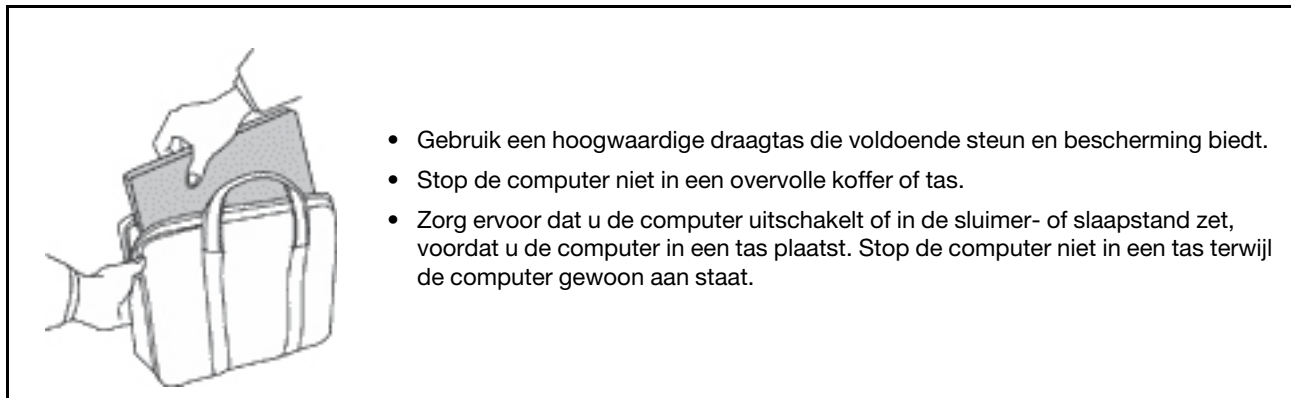 • Gebruik een hoogwaardige draagtas die voldoende steun en bescherming biedt.
• Stop de computer niet in een overvolle koffer of tas.
• Zorg ervoor dat u de computer uitschakelt of in de sluimer- of slaapstand zet,
voordat u de computer in een tas plaatst. Stop de computer niet in een tas terwijl
de computer gewoon aan staat.